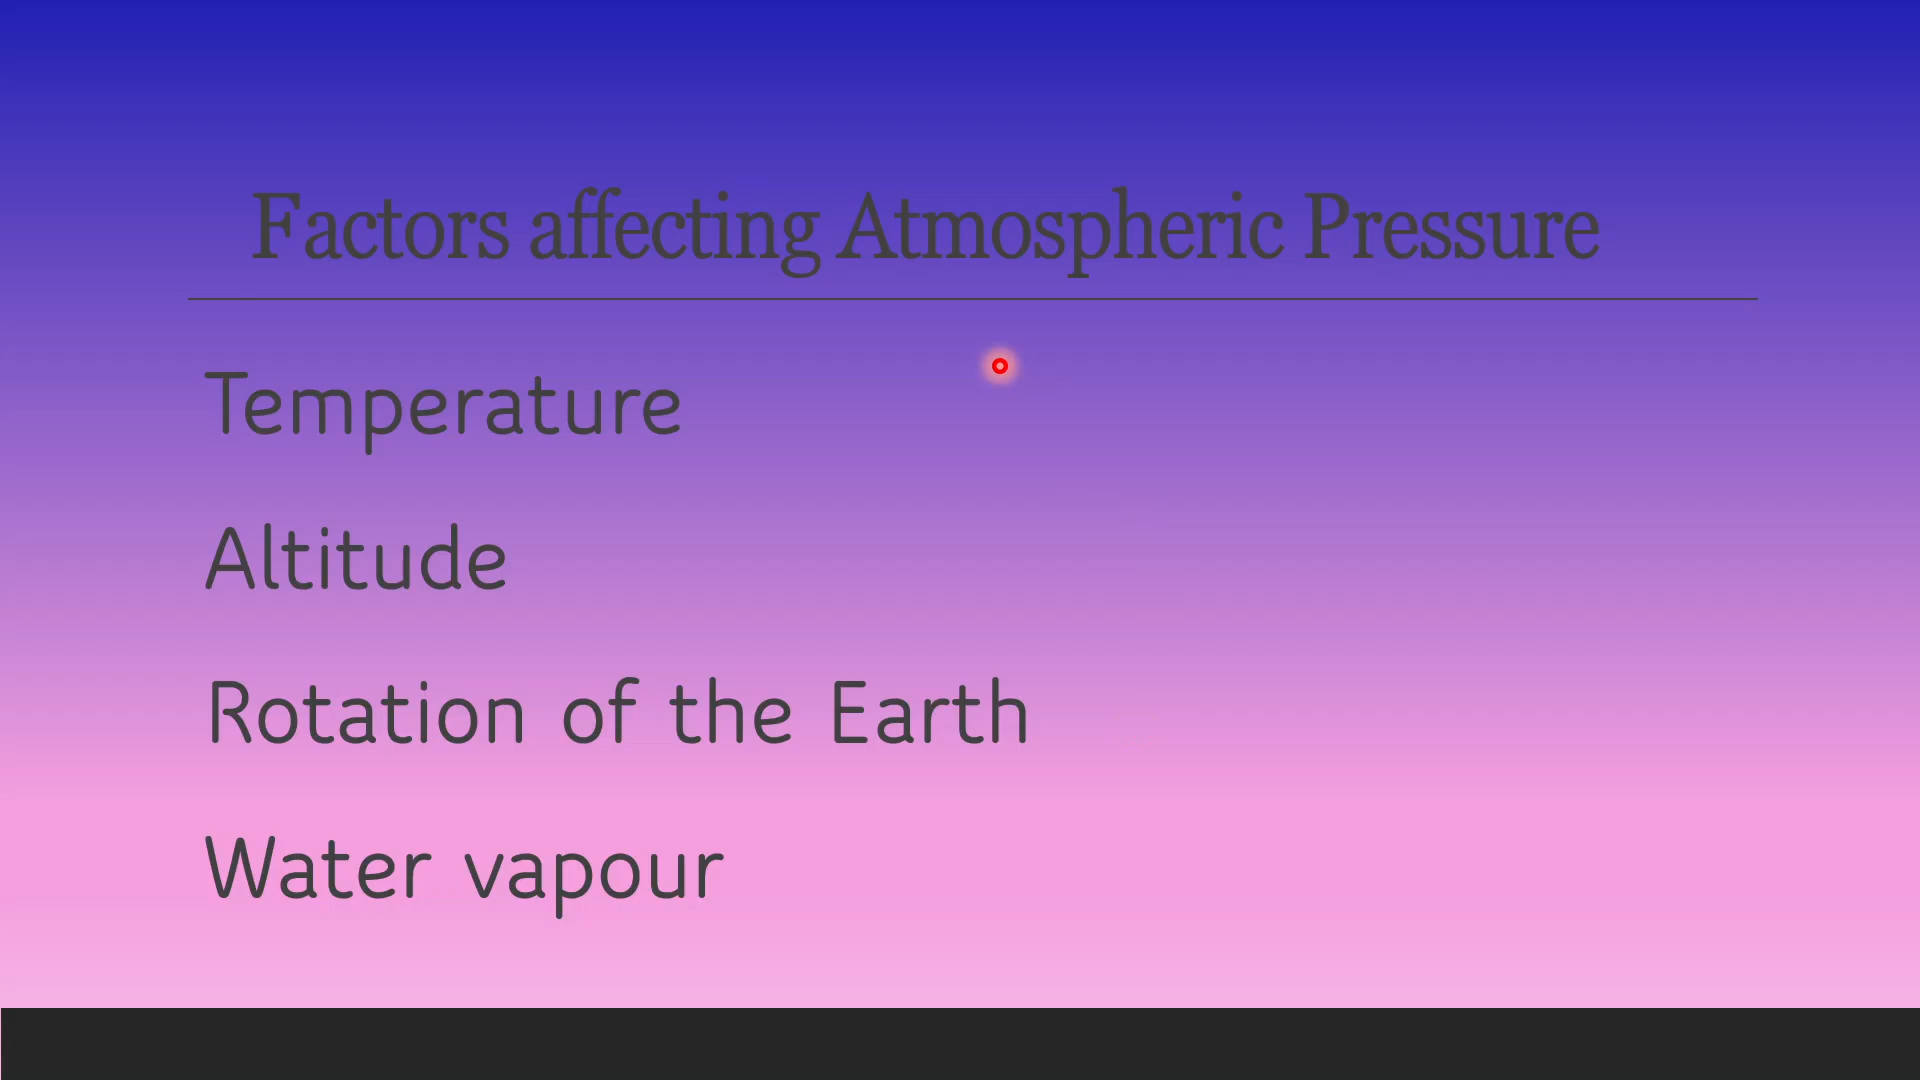 Factors affecting Atmospheric Pressure
Temperature
Altitude
Rotation of the Earth
Water vapour